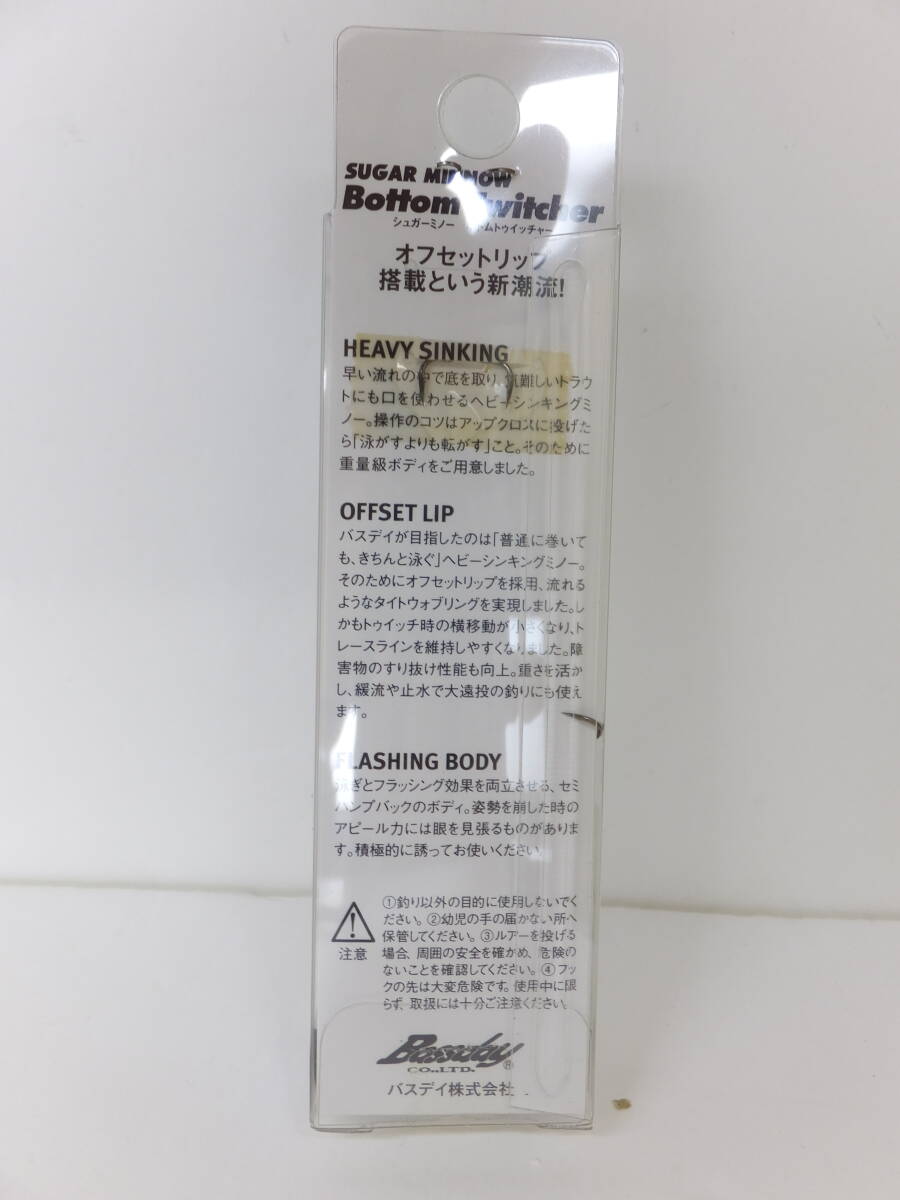 SUGAR MINNOW
Bottom Twitcher
シュガーミノー トムトゥイッチャー
オフセットリップ
搭載という新潮流!
HEAVY SINKING
早い流れの中で底を取り、気難しいトラウ
トにも口を使わせるヘビーシンキングミ
ノー。操作のコツはアップクロスに投げた
ら「泳がすよりも転がす」こと。そのために
重量級ボディをご用意しました。
OFFSET LIP
バスデイが目指したのは「普通に巻いて
も、きちんと泳ぐ」ヘビーシンキングミノー。
そのためにオフセットリップを採用、流れる
ようなタイトウォブリングを実現しました。し
かもトゥイッチ時の横移動が小さくなり、ト
レースラインを維持しやすくなりました。障
害物のすり抜け性能も向上。重さを活か
し、緩流や止水で大遠投の釣りにも使え
ます。
FLASHING BODY
泳ぎとフラッシング効果を両立させる、セミ
ハンプバックのボディ。姿勢を崩した時の
アピール力には眼を見張るものがありま
す。積極的に誘ってお使いください。
注意
①釣り以外の目的に使用しないでく
ださい。②幼児の手の届かない所へ
保管してください。③ルアーを投げる
場合、周囲の安全を確かめ、危険の
ないことを確認してください。④フッ
クの先は大変危険です。使用中に限
らず、取扱には十分ご注意ください。
Bassday®
CO.,LTD.
バスデイ株式会社